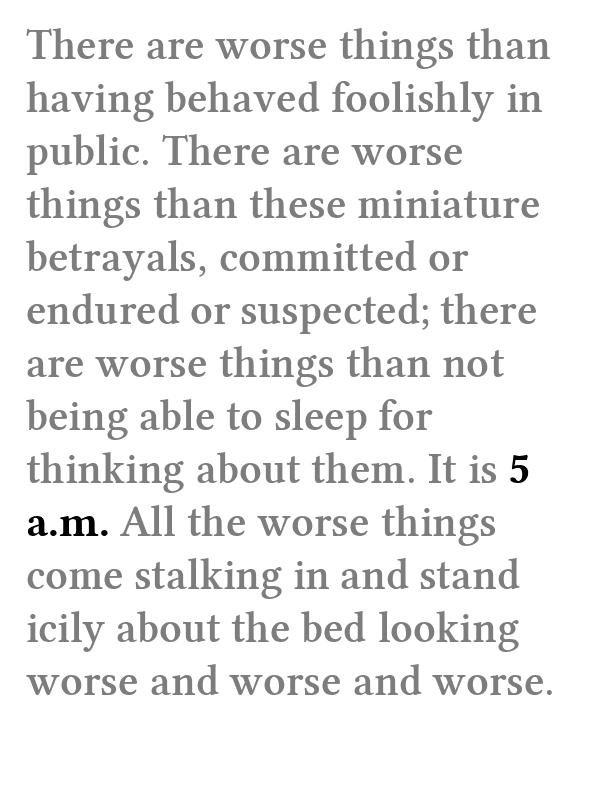 There are worse things than
having behaved foolishly in
public. There are worse
things than these miniature
betrayals, committed or
endured or suspected; there
are worse things than not
being able to sleep for
thinking about them. It is 5
a.m. All the worse things
come stalking in and stand
icily about the bed looking
worse and worse and worse.